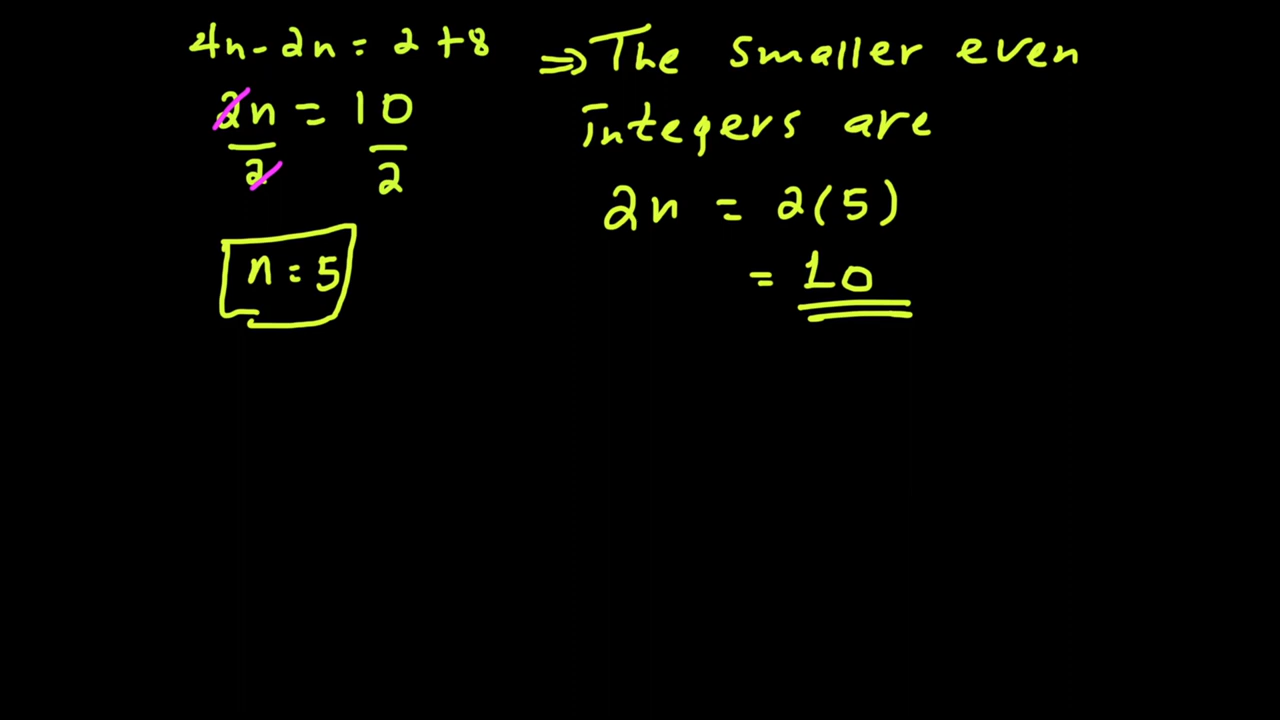 4n - 2n = 2 + 8
2n = 10
2 2
n = 5
⇒ The smaller even
integers are
2n = 2(5)
= 10